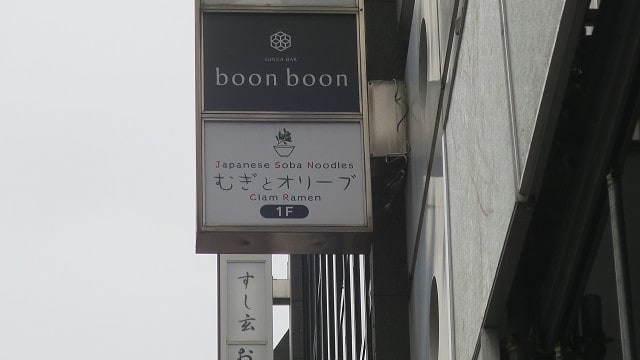 GINZA BAR
boon boon
Japanese Soba Noodles
むぎとオリーブ
Clam Ramen
1F
すし玄
お